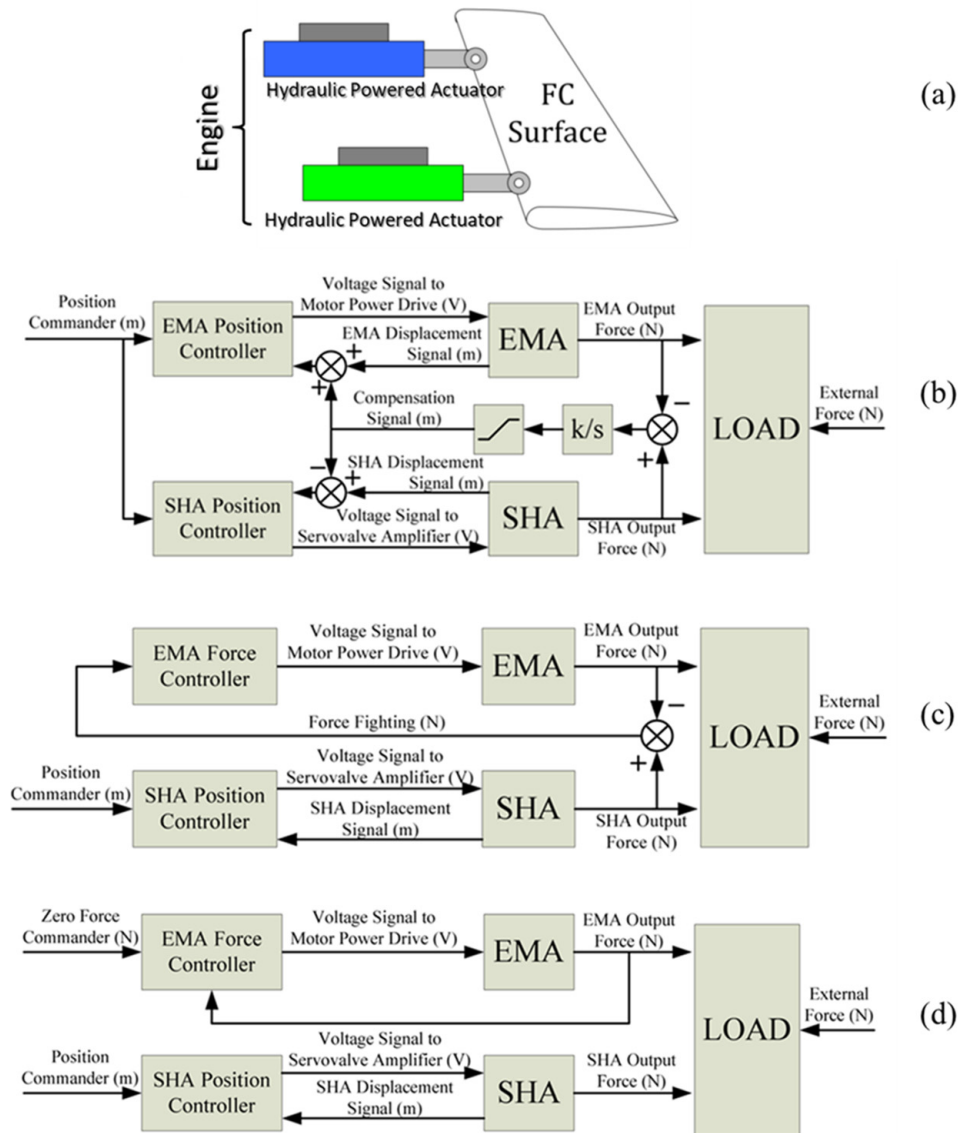 Engine
Hydraulic Powered Actuator
FC
Surface
Hydraulic Powered Actuator
(a)
Position
Commander (m)
EMA Position
Controller
Voltage Signal to
Motor Power Drive (V)
EMA Displacement
Signal (m)
EMA
EMA Output
Force (N)
+
+
Compensation
Signal (m)
k/s
−
+
LOAD
External
Force (N)
(b)
−
+
SHA Displacement
Signal (m)
SHA Position
Controller
Voltage Signal to
Servovalve Amplifier (V)
SHA
SHA Output
Force (N)
EMA Force
Controller
Voltage Signal to
Motor Power Drive (V)
EMA
EMA Output
Force (N)
−
Force Fighting (N)
+
LOAD
External
Force (N)
(c)
Position
Commander (m)
SHA Position
Controller
Voltage Signal to
Servovalve Amplifier (V)
SHA Displacement
Signal (m)
SHA
SHA Output
Force (N)
Zero Force
Commander (N)
EMA Force
Controller
Voltage Signal to
Motor Power Drive (V)
EMA
EMA Output
Force (N)
LOAD
External
Force (N)
(d)
Position
Commander (m)
SHA Position
Controller
Voltage Signal to
Servovalve Amplifier (V)
SHA Displacement
Signal (m)
SHA
SHA Output
Force (N)